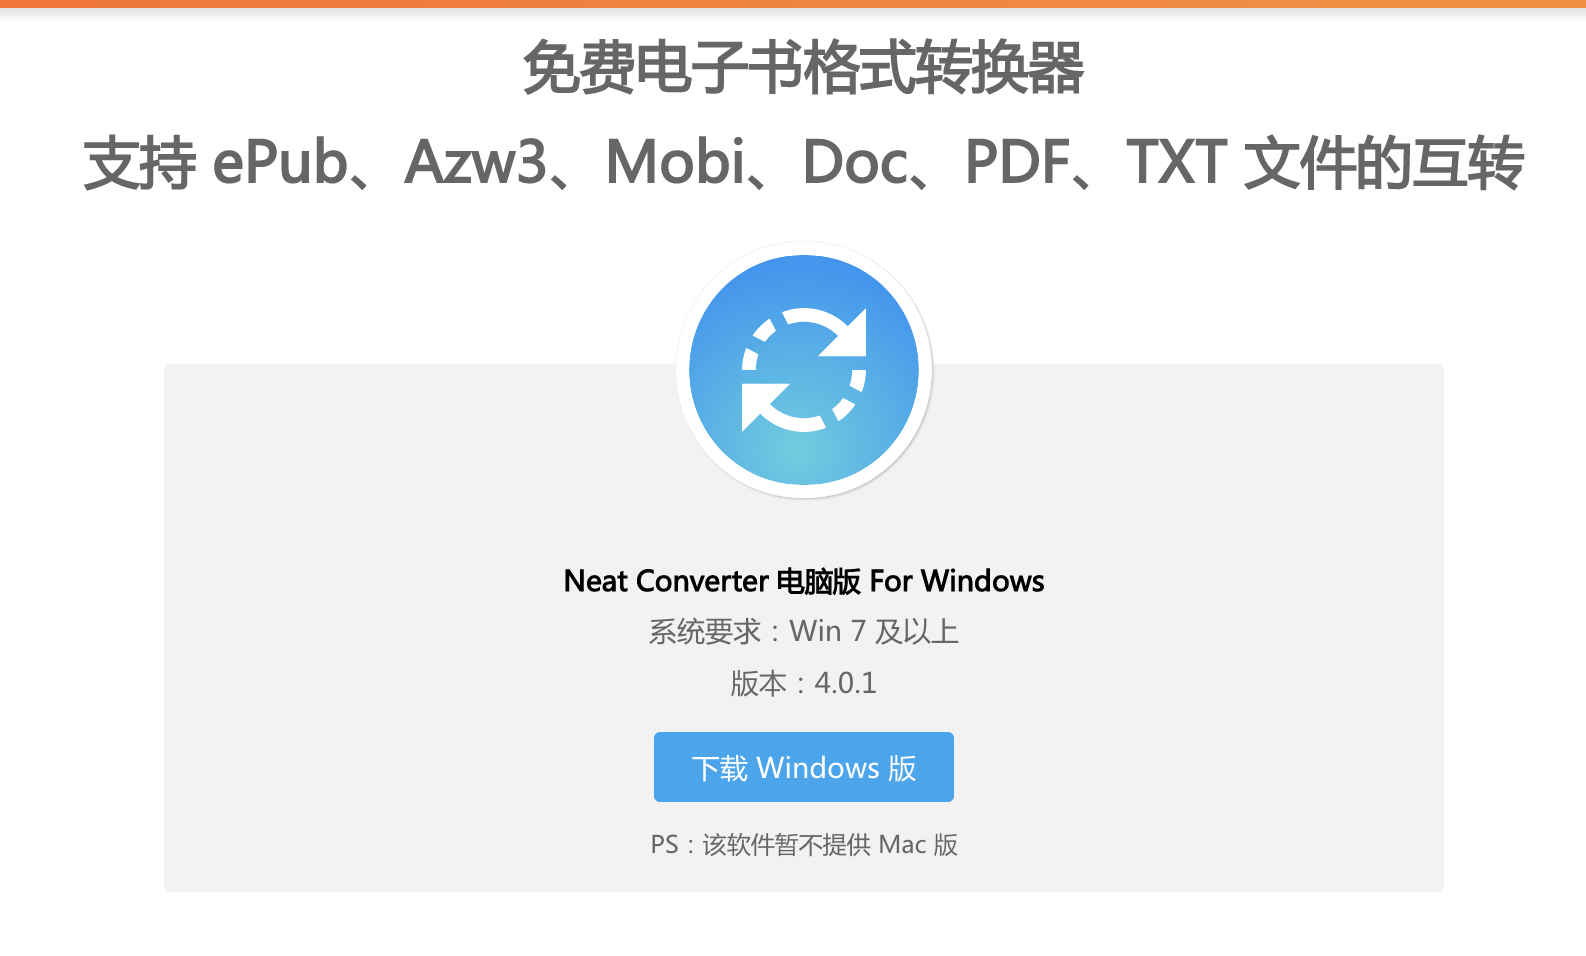 免费电子书格式转换器
支持 ePub、Azw3、Mobi、Doc、PDF、TXT 文件的互转
Neat Converter 电脑版 For Windows
系统要求：Win 7 及以上
版本：4.0.1
下载 Windows 版
PS：该软件暂不提供 Mac 版